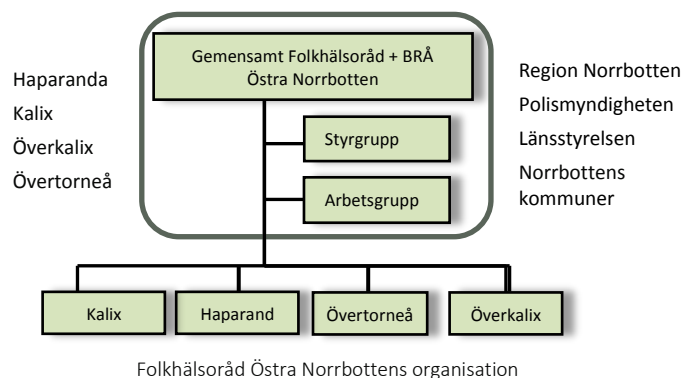 Gemensamt Folkhälsoråd + BRÅ
Östra Norrbotten
Haparanda
Kalix
Överkalix
Övertorneå
Styrgrupp
Arbetsgrupp
Region Norrbotten
Polismyndigheten
Länsstyrelsen
Norrbottens
kommuner
Kalix
Haparand
Övertorneå
Överkalix
Folkhälsoråd Östra Norrbottens organisation